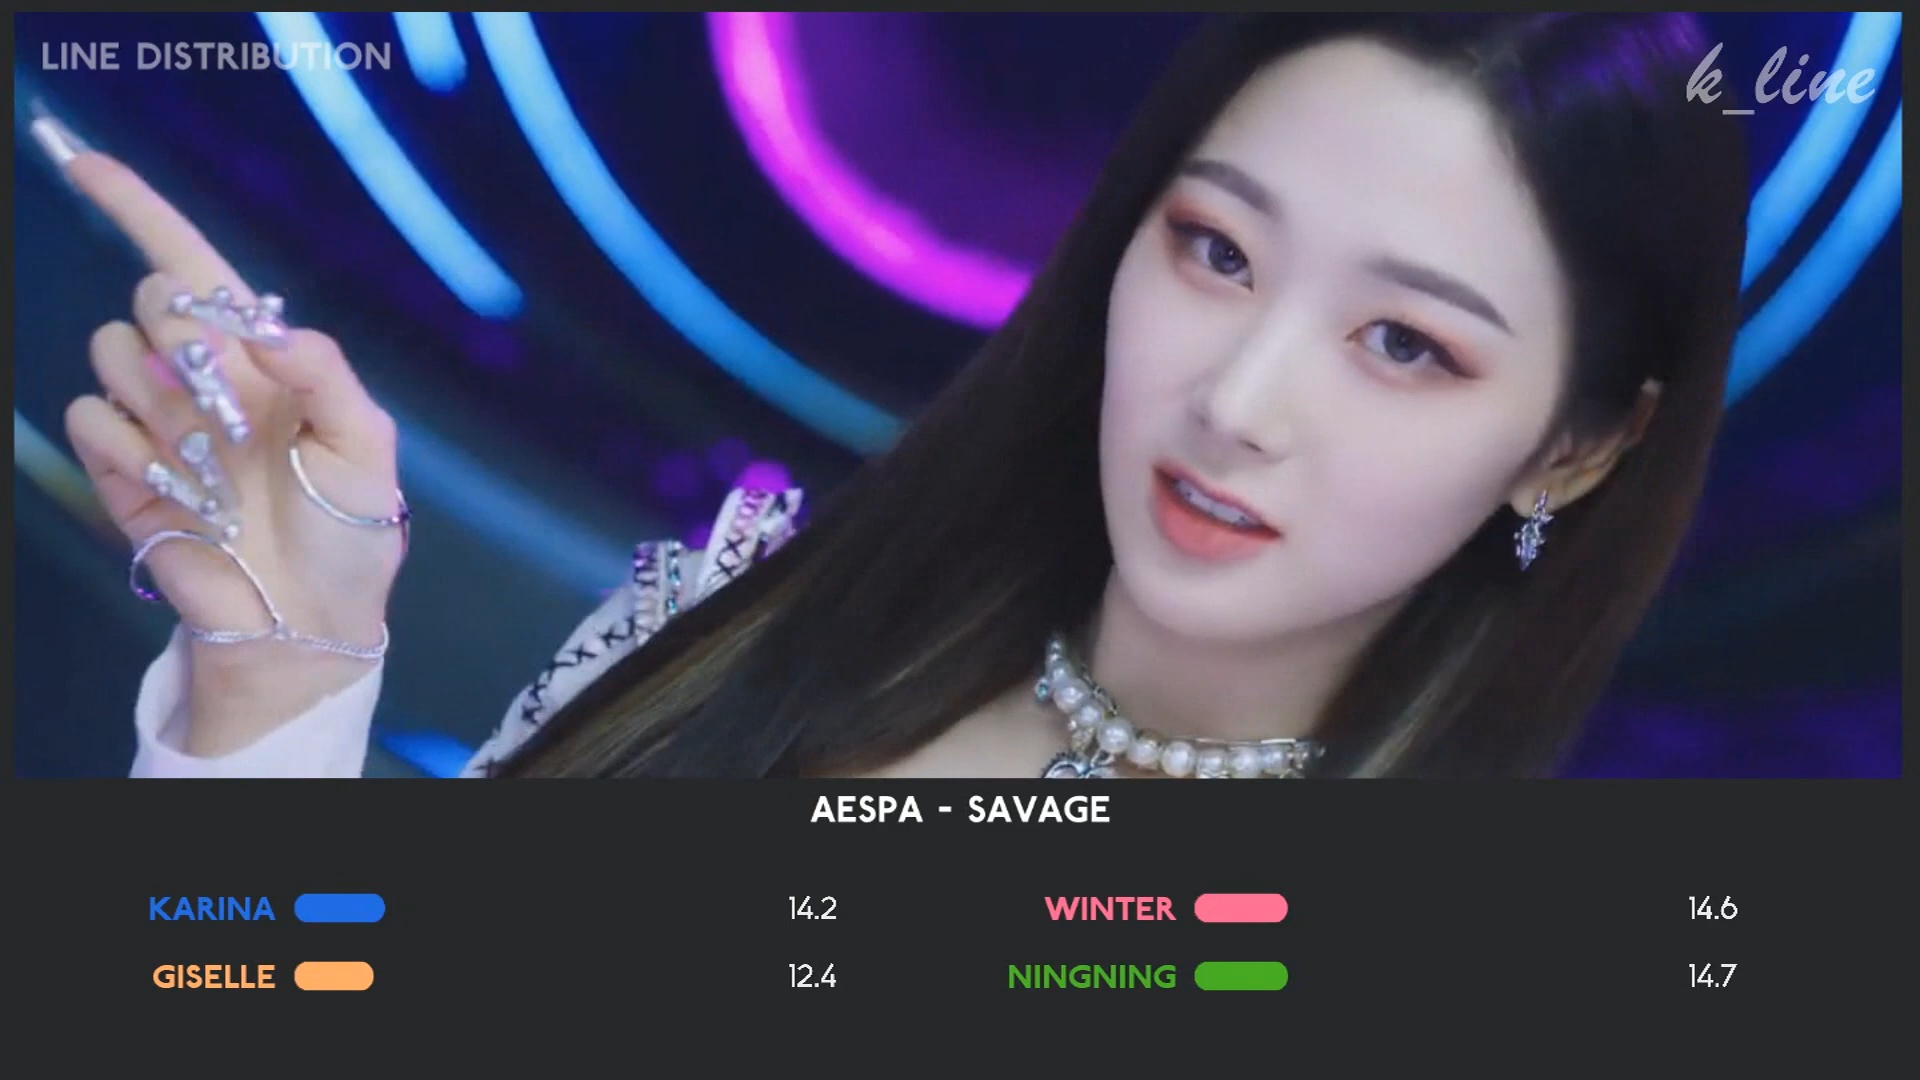 LINE DISTRIBUTION
k_line
AESPA - SAVAGE
KARINA 14.2
WINTER 14.6
GISELLE 12.4
NINGNING 14.7